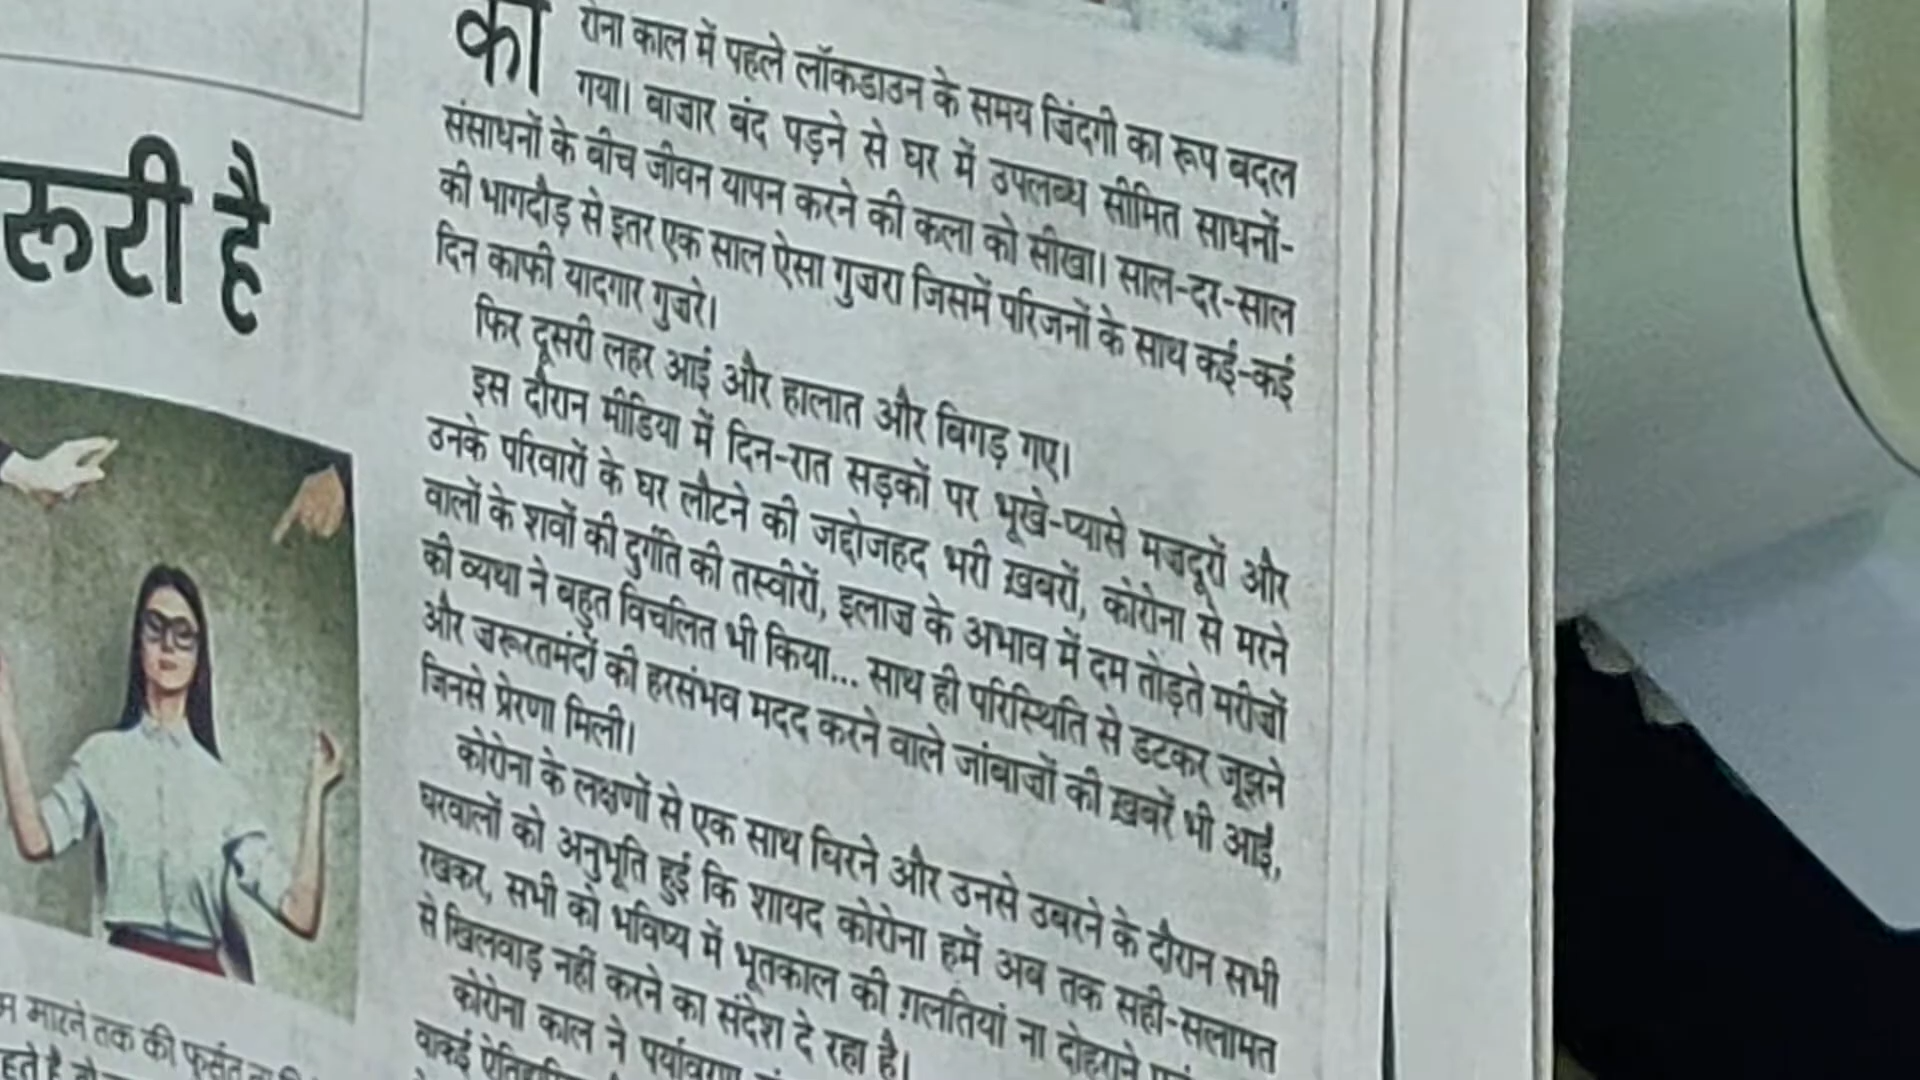 रूरी है
कोरोना काल में पहले लॉकडाउन के समय ज़िंदगी का रूप बदल
गया। बाज़ार बंद पड़ने से घर में उपलब्ध सीमित साधनों-
संसाधनों के बीच जीवन यापन करने की कला को सीखा। साल-दर-साल
की भागदौड़ से इतर एक साल ऐसा गुज़रा जिसमें परिजनों के साथ कई-कई
दिन काफी यादगार गुज़रे।
फिर दूसरी लहर आई और हालात और बिगड़ गए।
इस दौरान मीडिया में दिन-रात सड़कों पर भूखे-प्यासे मज़दूरों और
उनके परिवारों के घर लौटने की जद्दोजहद भरी ख़बरों, कोरोना से मरने
वालों के शवों की दुर्गति की तस्वीरों, इलाज के अभाव में दम तोड़ते मरीज़ों
की व्यथा ने बहुत विचलित भी किया... साथ ही परिस्थिति से डटकर जूझने
और ज़रूरतमंदों की हरसंभव मदद करने वाले जांबाज़ों की ख़बरें भी आईं,
जिनसे प्रेरणा मिली।
कोरोना के लक्षणों से एक साथ घिरने और उनसे उबरने के दौरान सभी
घरवालों को अनुभूति हुई कि शायद कोरोना हमें अब तक सही-सलामत
रखकर, सभी को भविष्य में भूतकाल की ग़लतियां ना दोहराने
से खिलवाड़ नहीं करने का संदेश दे रहा है।
कोरोना काल ने पर्यावरण
वाकई
मारने तक की फुर्सत